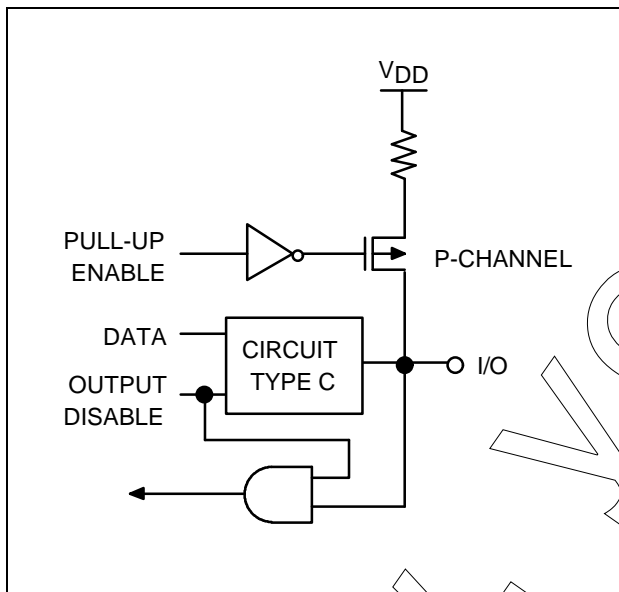 VDD
PULL-UP
ENABLE
P-CHANNEL
DATA
CIRCUIT
TYPE C
I/O
OUTPUT
DISABLE